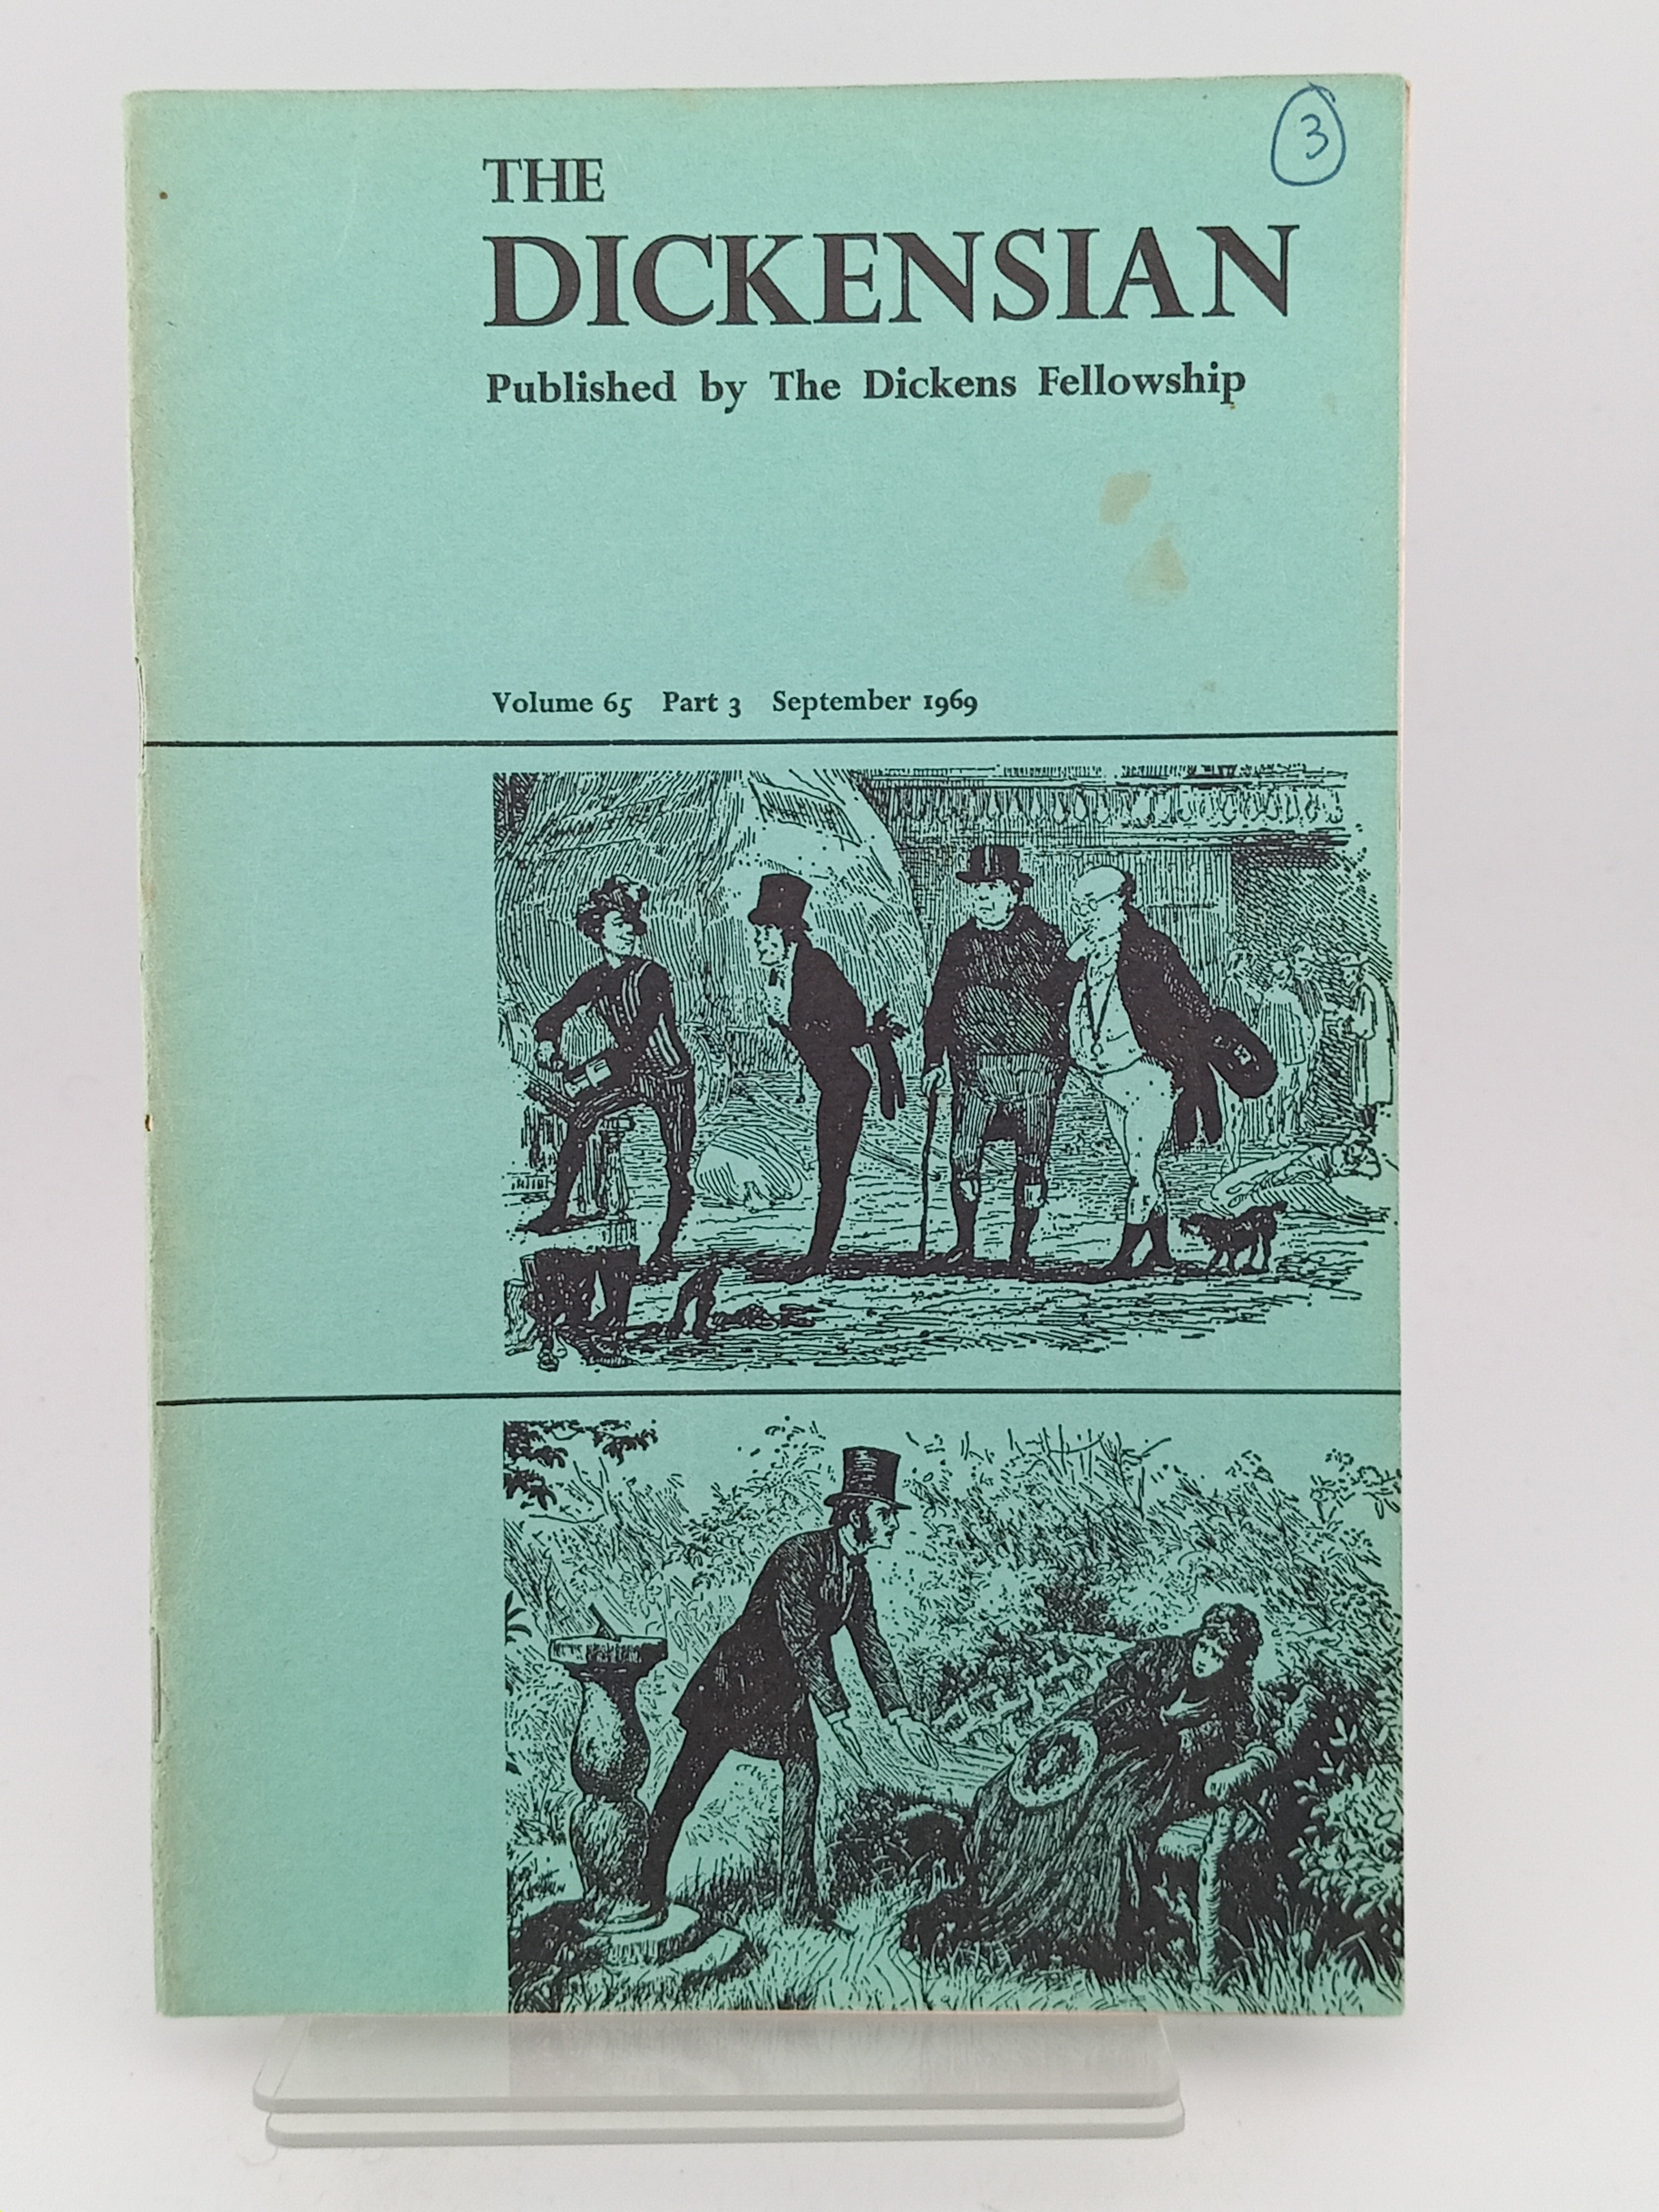 3
THE
DICKENSIAN
Published by The Dickens Fellowship
Volume 65 Part 3 September 1969